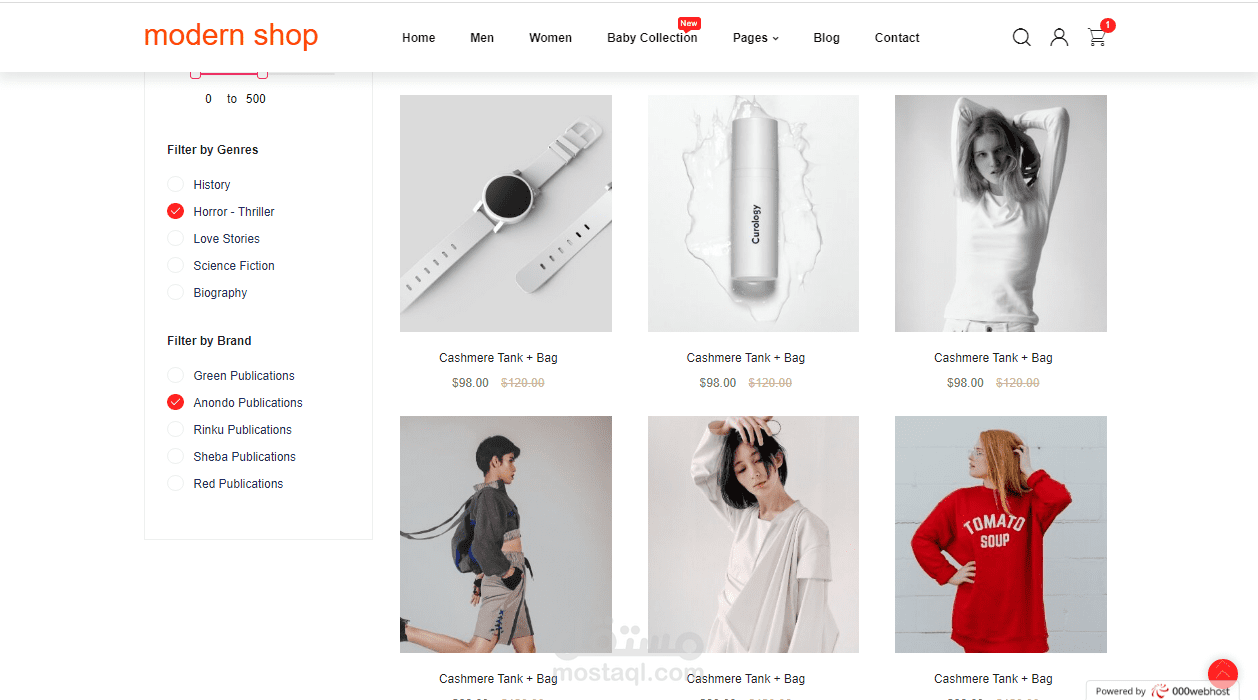 modern shop
Home Men Women Baby Collection New Pages Blog Contact
1
0 to 500
Filter by Genres
History
Horror - Thriller
Love Stories
Science Fiction
Biography
Filter by Brand
Green Publications
Anondo Publications
Rinku Publications
Sheba Publications
Red Publications
Curology
Cashmere Tank + Bag
$98.00 $120.00
Cashmere Tank + Bag
$98.00 $120.00
Cashmere Tank + Bag
$98.00 $120.00
TOMATO
SOUP
Cashmere Tank + Bag
Cashmere Tank + Bag
Cashmere Tank + Bag
مستقل
mostaql.com
Powered by 000webhost